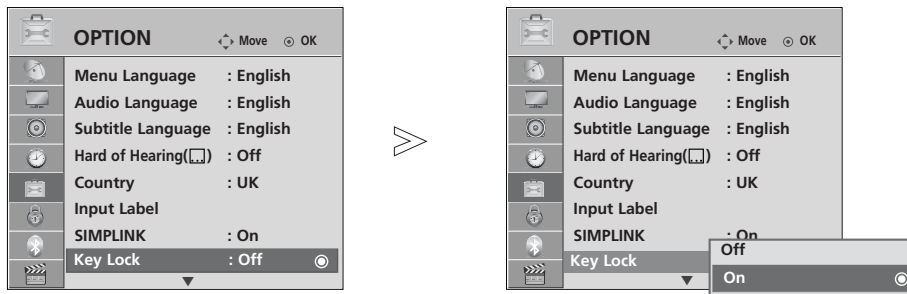 OPTION Move OK
Menu Language : English
Audio Language : English
Subtitle Language : English
Hard of Hearing( ) : Off
Country : UK
Input Label
SIMPLINK : On
Key Lock : Off
OPTION Move OK
Menu Language : English
Audio Language : English
Subtitle Language : English
Hard of Hearing( ) : Off
Country : UK
Input Label
SIMPLINK : On
Key Lock
Off
On